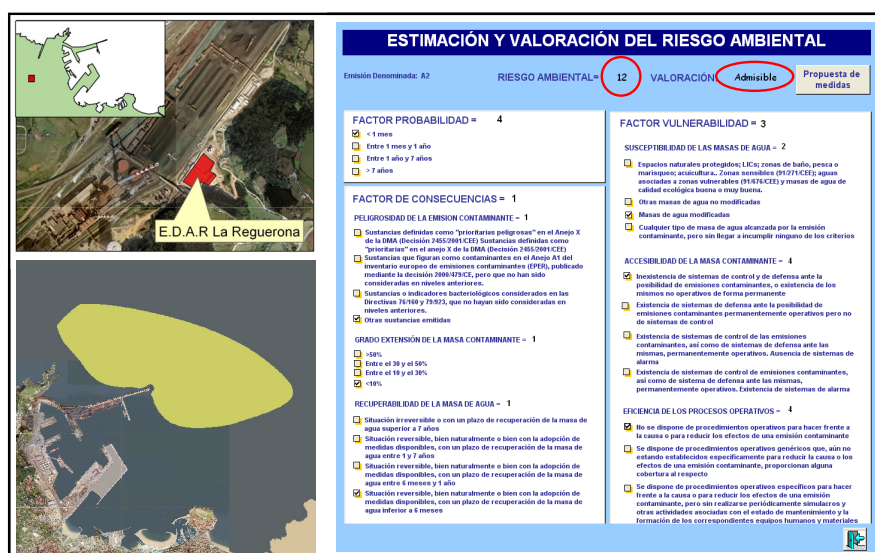 E.D.A.R La Reguerona
ESTIMACIÓN Y VALORACIÓN DEL RIESGO AMBIENTAL
Emisión Denominada: A2
RIESGO AMBIENTAL= 12
VALORACIÓN Admisible
Propuesta de
medidas
FACTOR PROBABILIDAD = 4
< 1 mes
Entre 1 mes y 1 año
Entre 1 año y 7 años
> 7 años
FACTOR DE CONSECUENCIAS = 1
PELIGROSIDAD DE LA EMISION CONTAMINANTE = 1
Sustancias definidas como "prioritarias peligrosas" en el Anejo X
de la DMA (Decisión 2455/2001/CEE) Sustancias definidas como
"prioritarias" en el anejo X de la DMA (Decisión 2455/2001/CEE)
Sustancias que figuran como contaminantes en el Anejo A1 del
inventario europeo de emisiones contaminantes (EPER), publicado
mediante la decisión 2000/479/CE, pero que no han sido
consideradas en niveles anteriores.
Sustancias o indicadores bacteriológicos considerados en las
Directivas 76/160 y 79/923, que no hayan sido consideradas en
niveles anteriores.
Otras sustancias emitidas
GRADO EXTENSIÓN DE LA MASA CONTAMINANTE = 1
>50%
Entre el 30 y el 50%
Entre el 10 y el 30%
<10%
RECUPERABILIDAD DE LA MASA DE AGUA = 1
Situación irreversible o con un plazo de recuperación de la masa de
agua superior a 7 años
Situación reversible, bien naturalmente o bien con la adopción de
medidas disponibles, con un plazo de recuperación de la masa de
agua entre 1 y 7 años
Situación reversible, bien naturalmente o bien con la adopción de
medidas disponibles, con un plazo de recuperación de la masa de
agua entre 6 meses y 1 año
Situación reversible, bien naturalmente o bien con la adopción de
medidas disponibles, con un plazo de recuperación de la masa de
agua inferior a 6 meses
FACTOR VULNERABILIDAD = 3
SUSCEPTIBILIDAD DE LAS MASAS DE AGUA = 2
Espacios naturales protegidos; LICs; zonas de baño, pesca o
marisqueo; acuicultura.. Zonas sensibles (91/271/CEE); aguas
asociadas a zonas vulnerables (91/676/CEE) y masas de agua de
calidad ecológica buena o muy buena.
Otras masas de agua no modificadas
Masas de agua modificadas
Cualquier tipo de masa de agua alcanzada por la emisión
contaminante, pero sin llegar a incumplir ninguno de los criterios
ACCESIBILIDAD DE LA MASA CONTAMINANTE = 4
Inexistencia de sistemas de control y de defensa ante la
posibilidad de emisiones contaminantes, o existencia de los
mismos no operativos de forma permanente
Existencia de sistemas de defensa ante la posibilidad de
emisiones contaminantes permanentemente operativos pero no
de sistemas de control
Existencia de sistemas de control de las emisiones
contaminantes, así como de sistemas de defensa ante las
mismas, permanentemente operativos. Ausencia de sistemas de
alarma
Existencia de sistemas de control de emisiones contaminantes,
así como de sistema de defensa ante las mismas,
permanentemente operativos. Existencia de sistemas de alarma
EFICIENCIA DE LOS PROCESOS OPERATIVOS = 4
No se dispone de procedimientos operativos para hacer frente a
la causa o para reducir los efectos de una emisión contaminante
Se dispone de procedimientos operativos genéricos que, aún no
estando establecidos específicamente para reducir la causa o los
efectos de una emisión contaminante, proporcionan alguna
cobertura al respecto
Se dispone de procedimientos operativos específicos para hacer
frente a la causa o para reducir los efectos de una emisión
contaminante, pero sin realizarse periódicamente simulacros y
otras actividades asociadas con el estado de mantenimiento y la
formación de los correspondientes equipos humanos y materiales